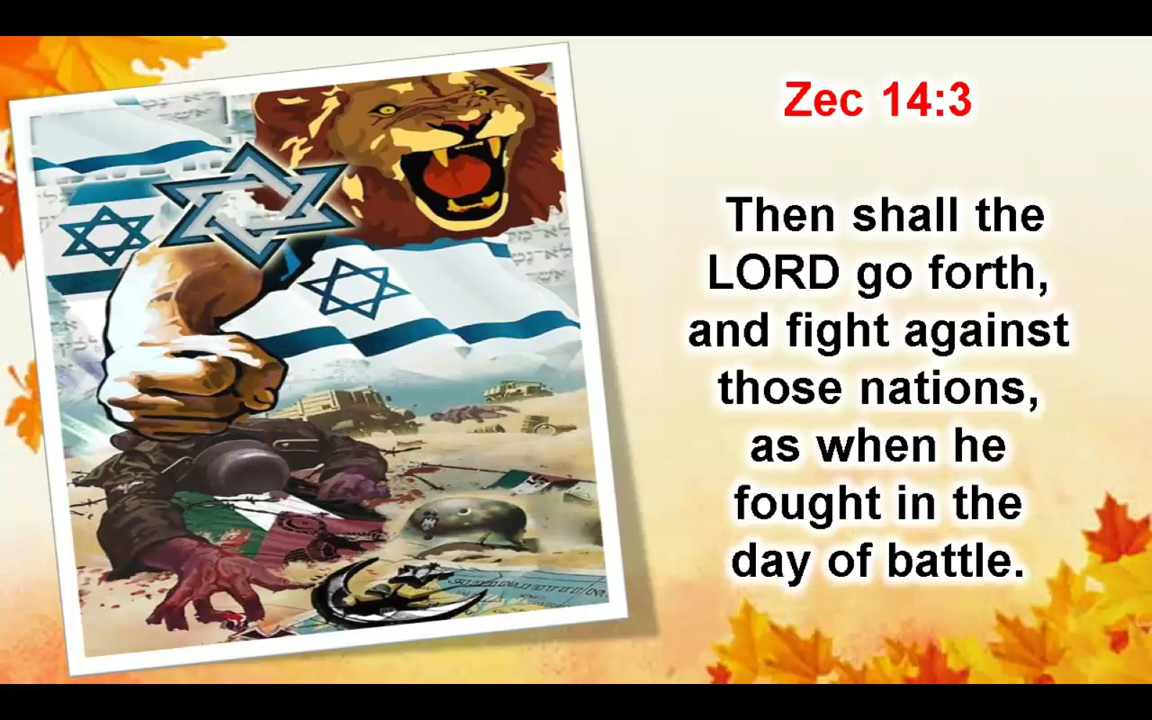 Zec 14:3
Then shall the
LORD go forth,
and fight against
those nations,
as when he
fought in the
day of battle.